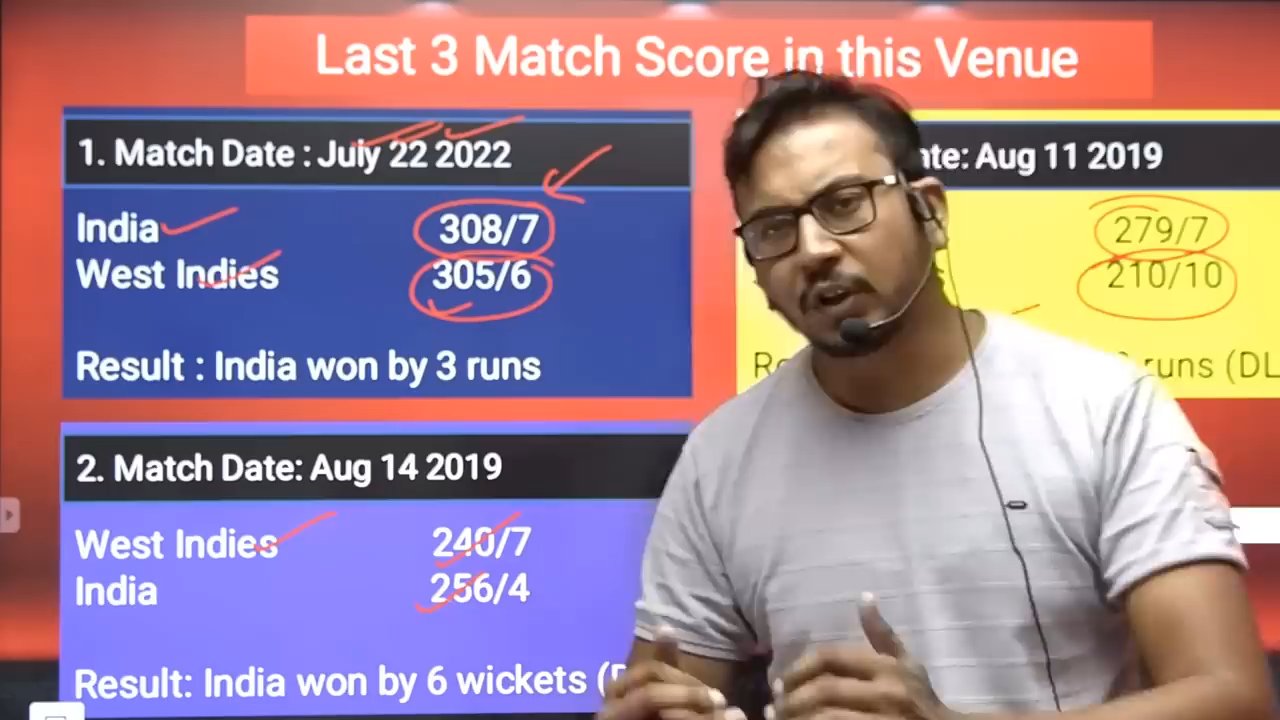 Last 3 Match Score in this Venue
1. Match Date : July 22 2022
India 308/7
West Indies 305/6
Result : India won by 3 runs
Date: Aug 11 2019
279/7
210/10
runs (DL
2. Match Date: Aug 14 2019
West Indies 240/7
India 256/4
Result: India won by 6 wickets (